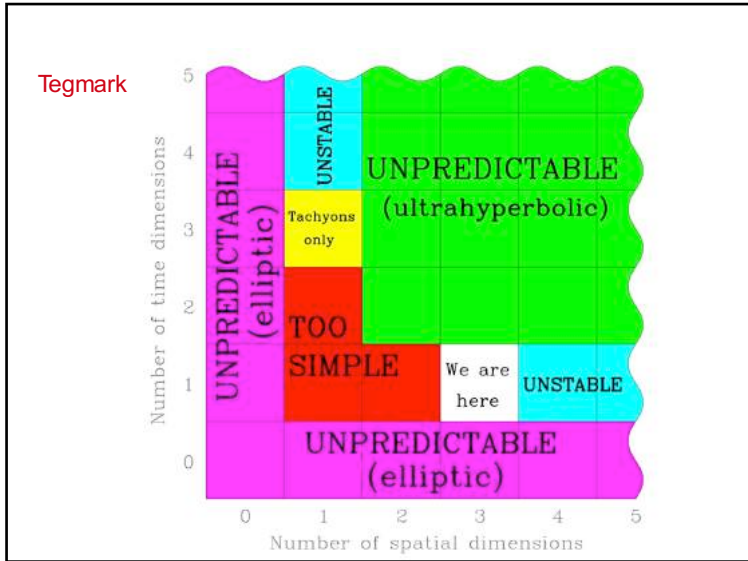 Tegmark
5
4
3
2
1
0
Number of time dimensions
UNPREDICTABLE
(elliptic)
UNSTABLE
UNPREDICTABLE
(ultrahyperbolic)
Tachyons
only
TOO
SIMPLE
We are
here
UNSTABLE
UNPREDICTABLE
(elliptic)
0 1 2 3 4 5
Number of spatial dimensions